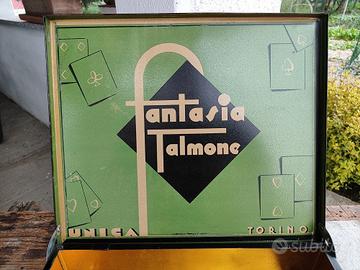 fantasia
Talmone
UNICA
TORINO
subito